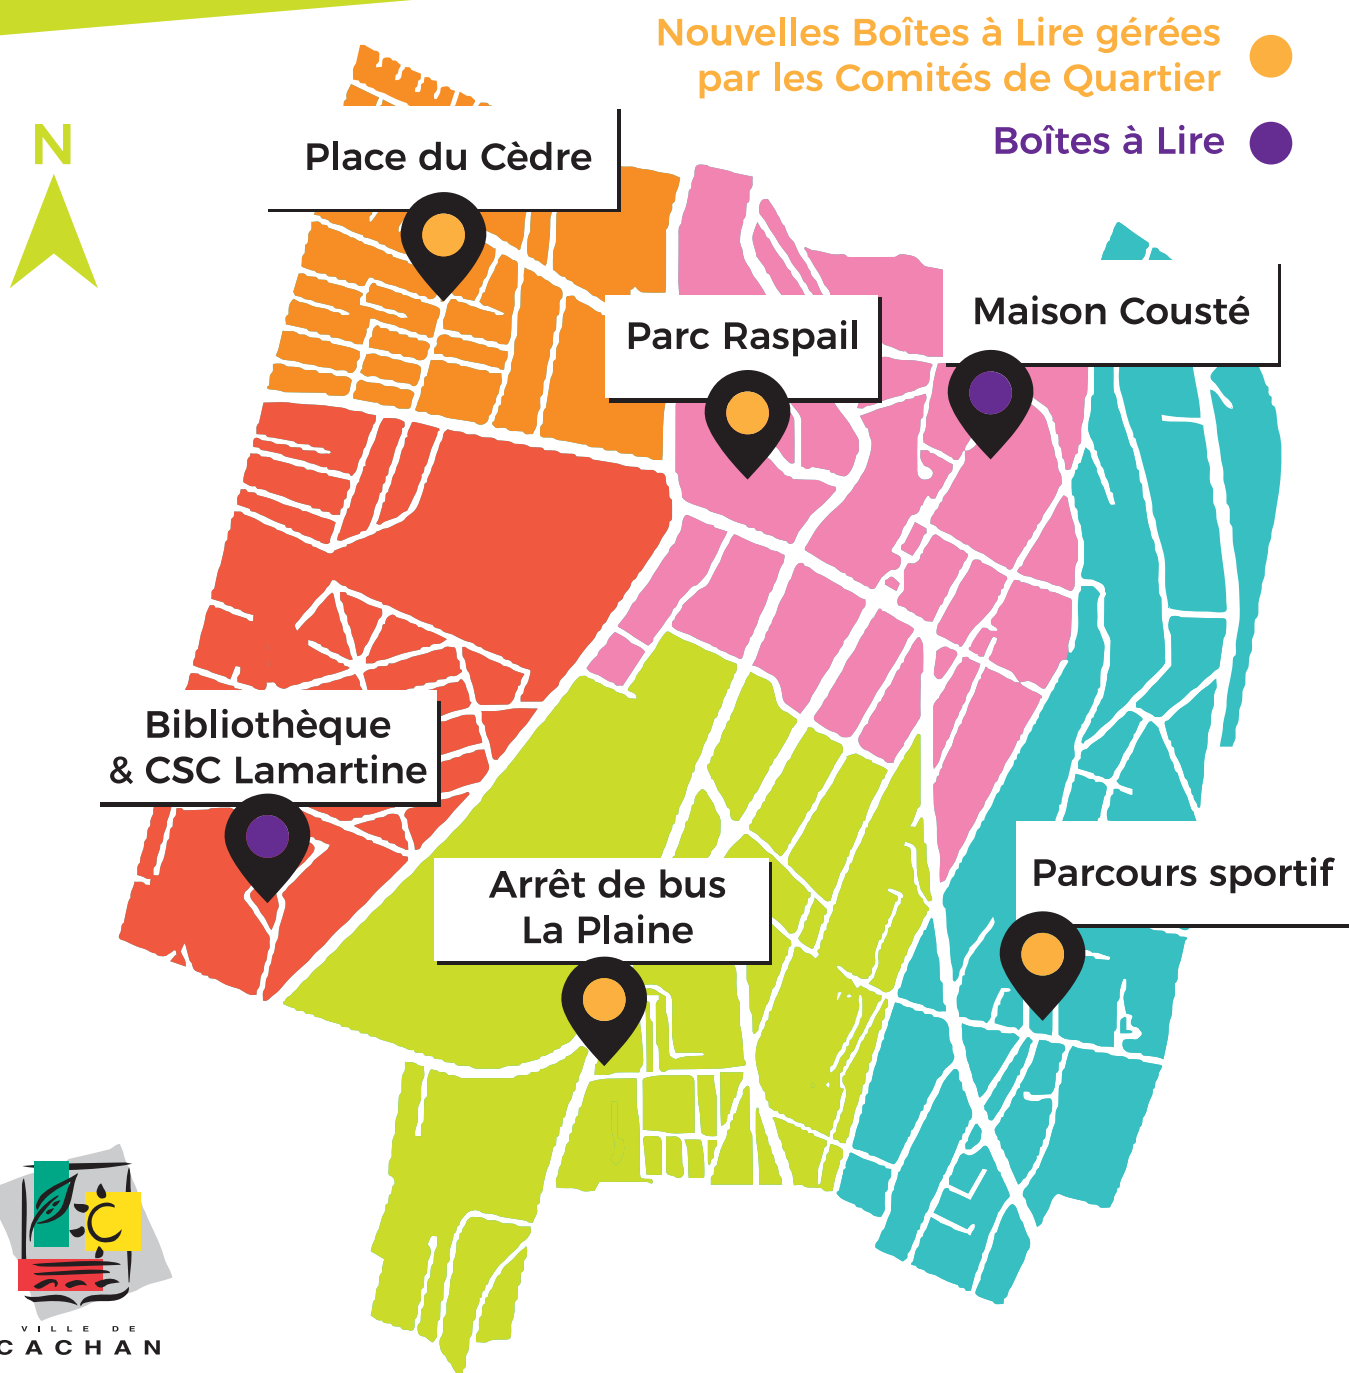 Nouvelles Boîtes à Lire gérées
par les Comités de Quartier
Boîtes à Lire
N
Place du Cèdre
Maison Cousté
Parc Raspail
Bibliothèque
& CSC Lamartine
Arrêt de bus
La Plaine
Parcours sportif
VILLE DE
CACHAN